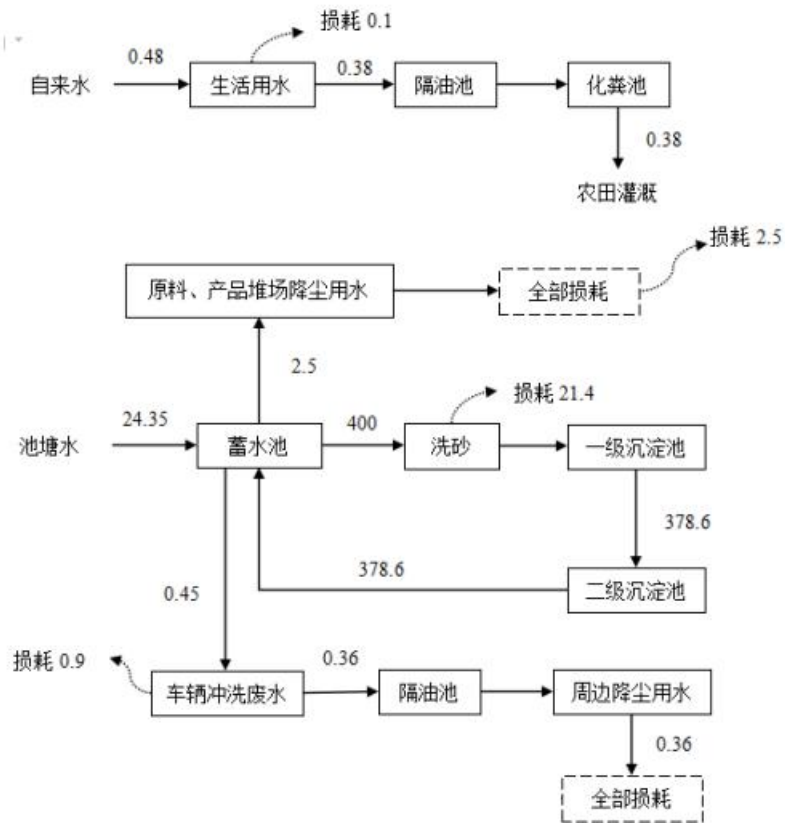 损耗 0.1
0.48
自来水
生活用水
0.38
隔油池
化粪池
0.38
农田灌溉
损耗 2.5
原料、产品堆场降尘用水
全部损耗
2.5
损耗 21.4
24.35
池塘水
蓄水池
400
洗砂
一级沉淀池
378.6
378.6
二级沉淀池
0.45
损耗 0.9
车辆冲洗废水
0.36
隔油池
周边降尘用水
0.36
全部损耗